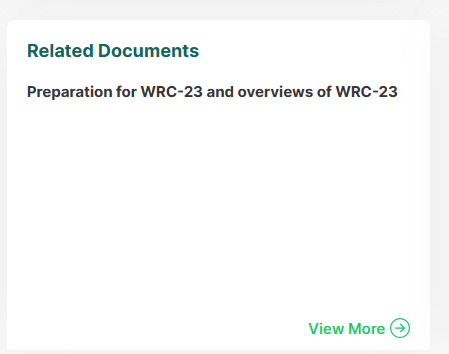 Related Documents
Preparation for WRC-23 and overviews of WRC-23
View More